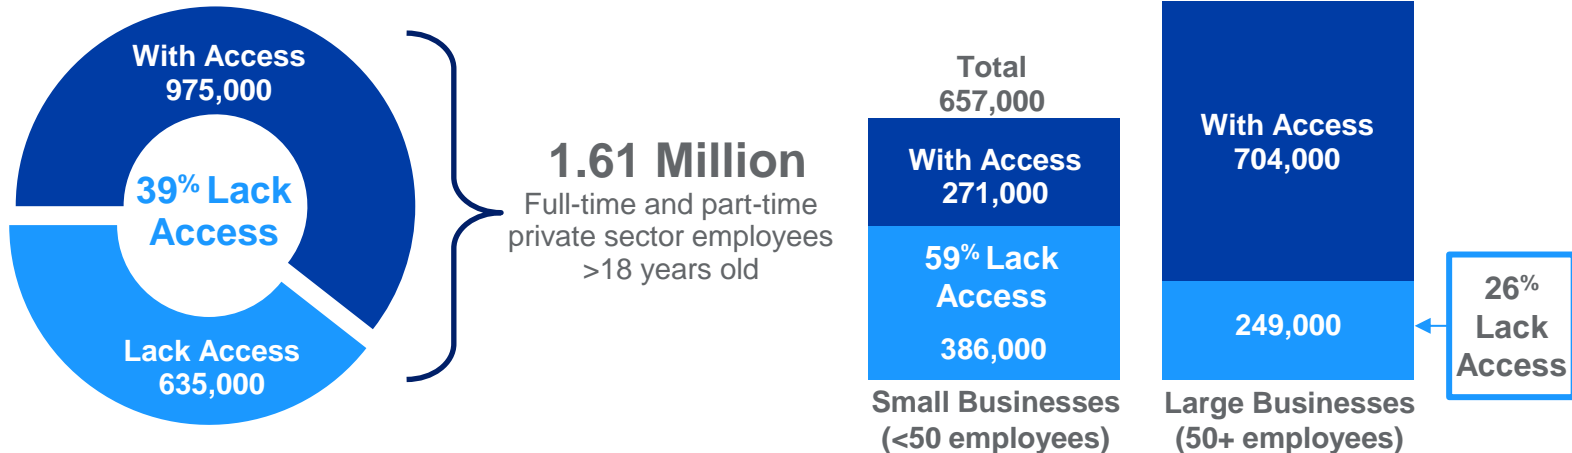 With Access
975,000
39% Lack
Access
Lack Access
635,000
1.61 Million
Full-time and part-time
private sector employees
>18 years old
Total
657,000
With Access
271,000
59% Lack
Access
386,000
Small Businesses
(<50 employees)
With Access
704,000
249,000
Large Businesses
(50+ employees)
26%
Lack
Access